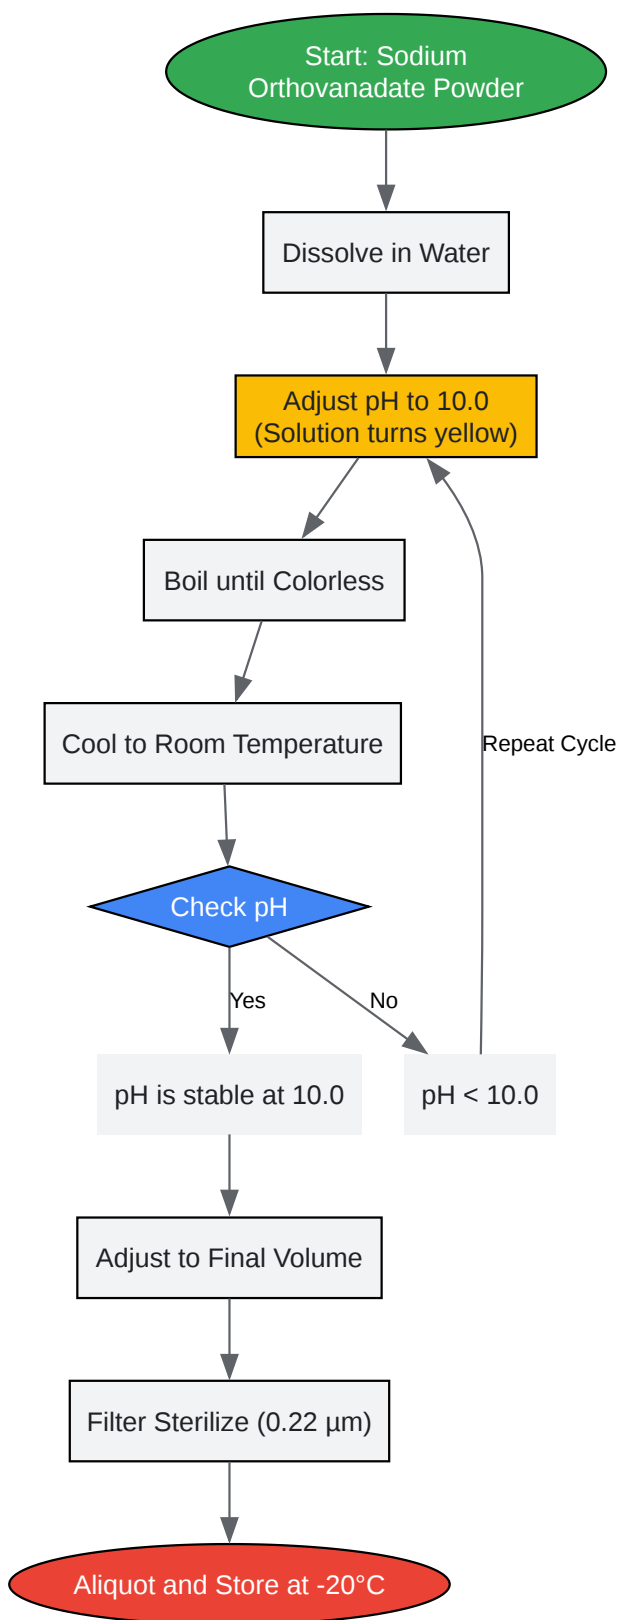 Start: Sodium
Orthovanadate Powder
Dissolve in Water
Adjust pH to 10.0
(Solution turns yellow)
Boil until Colorless
Cool to Room Temperature
Repeat Cycle
Check pH
Yes
No
pH is stable at 10.0
pH < 10.0
Adjust to Final Volume
Filter Sterilize (0.22 µm)
Aliquot and Store at -20°C